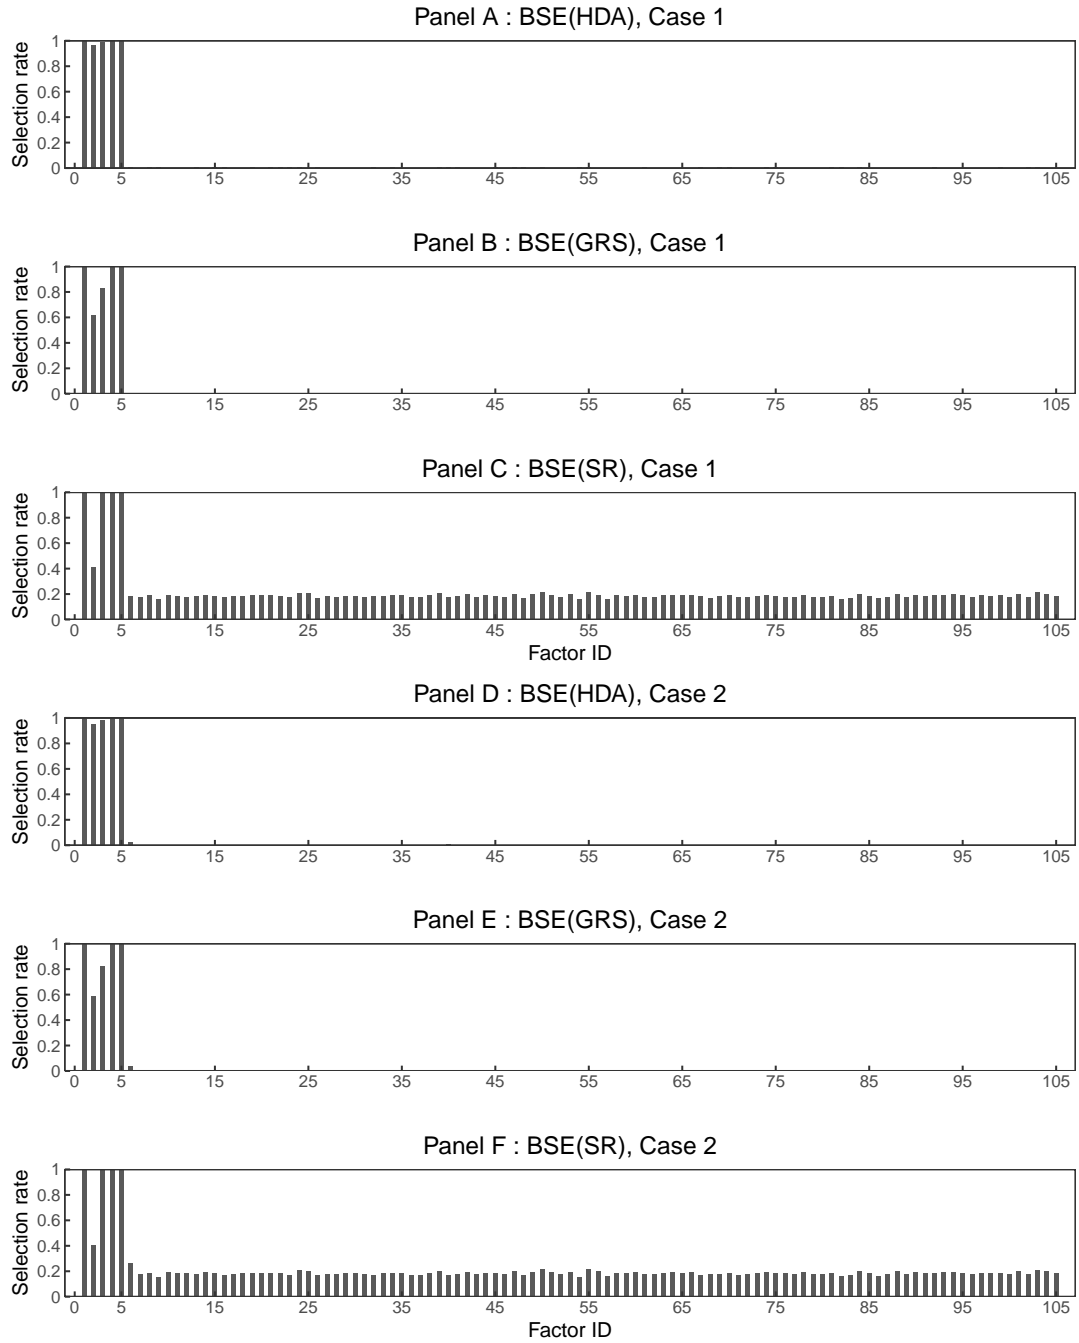 Panel A : BSE(HDA), Case 1
Selection rate
1
0.8
0.6
0.4
0.2
0
0 5 15 25 35 45 55 65 75 85 95 105
Panel B : BSE(GRS), Case 1
Selection rate
1
0.8
0.6
0.4
0.2
0
0 5 15 25 35 45 55 65 75 85 95 105
Panel C : BSE(SR), Case 1
Selection rate
1
0.8
0.6
0.4
0.2
0
0 5 15 25 35 45 55 65 75 85 95 105
Factor ID
Panel D : BSE(HDA), Case 2
Selection rate
1
0.8
0.6
0.4
0.2
0
0 5 15 25 35 45 55 65 75 85 95 105
Panel E : BSE(GRS), Case 2
Selection rate
1
0.8
0.6
0.4
0.2
0
0 5 15 25 35 45 55 65 75 85 95 105
Panel F : BSE(SR), Case 2
Selection rate
1
0.8
0.6
0.4
0.2
0
0 5 15 25 35 45 55 65 75 85 95 105
Factor ID